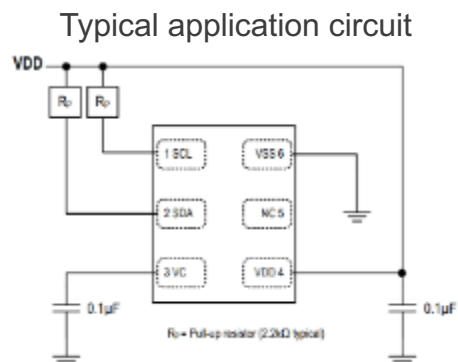 Typical application circuit
VDD
Rp Rp
1 SCL VSS 6
2 SDA NC 5
3 VC VDD 4
0.1µF 0.1µF
Rp = Pull-up resistor (2.2kΩ typical)